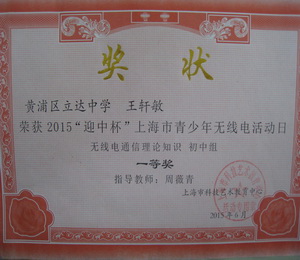 奖 状
黄浦区立达中学 王轩敏
荣获2015“迎中杯”上海市青少年无线电活动日
无线电通信理论知识 初中组
一等奖
指导教师：周薇青
上海市科技艺术教育中心
2015年6月